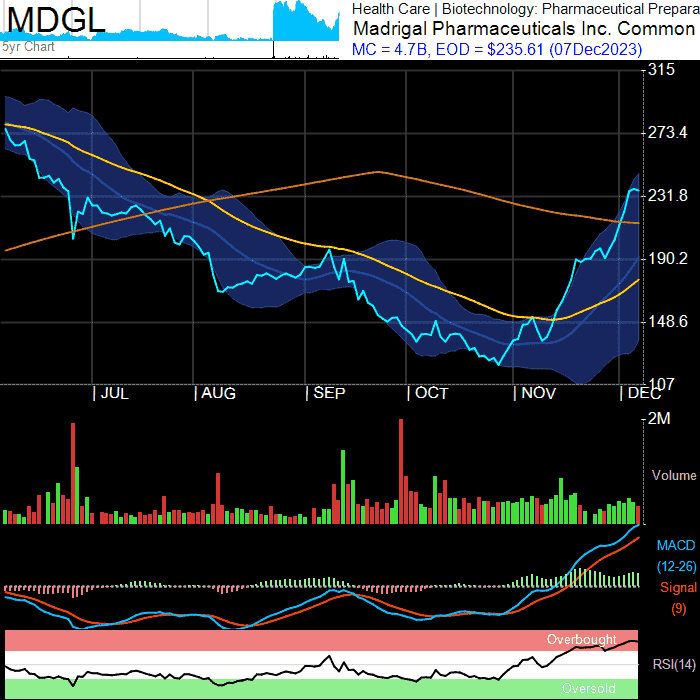 MDGL
5yr Chart
Health Care | Biotechnology: Pharmaceutical Prepara
Madrigal Pharmaceuticals Inc. Common
MC = 4.7B, EOD = $235.61 (07Dec2023)
315
273.4
231.8
190.2
148.6
107
JUL
AUG
SEP
OCT
NOV
DEC
2M
Volume
MACD
(12-26)
Signal
(9)
Overbought
RSI(14)
Oversold